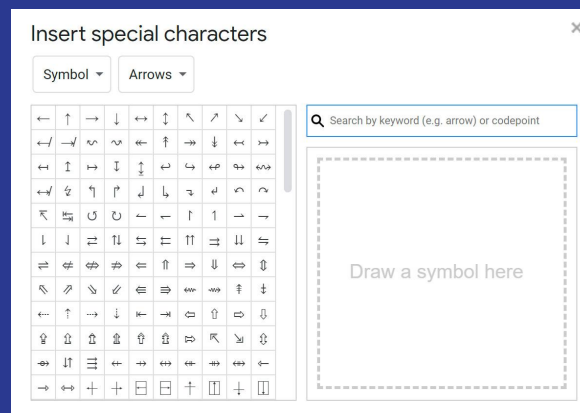 Insert special characters
Symbol
Arrows
Search by keyword (e.g. arrow) or codepoint
Draw a symbol here